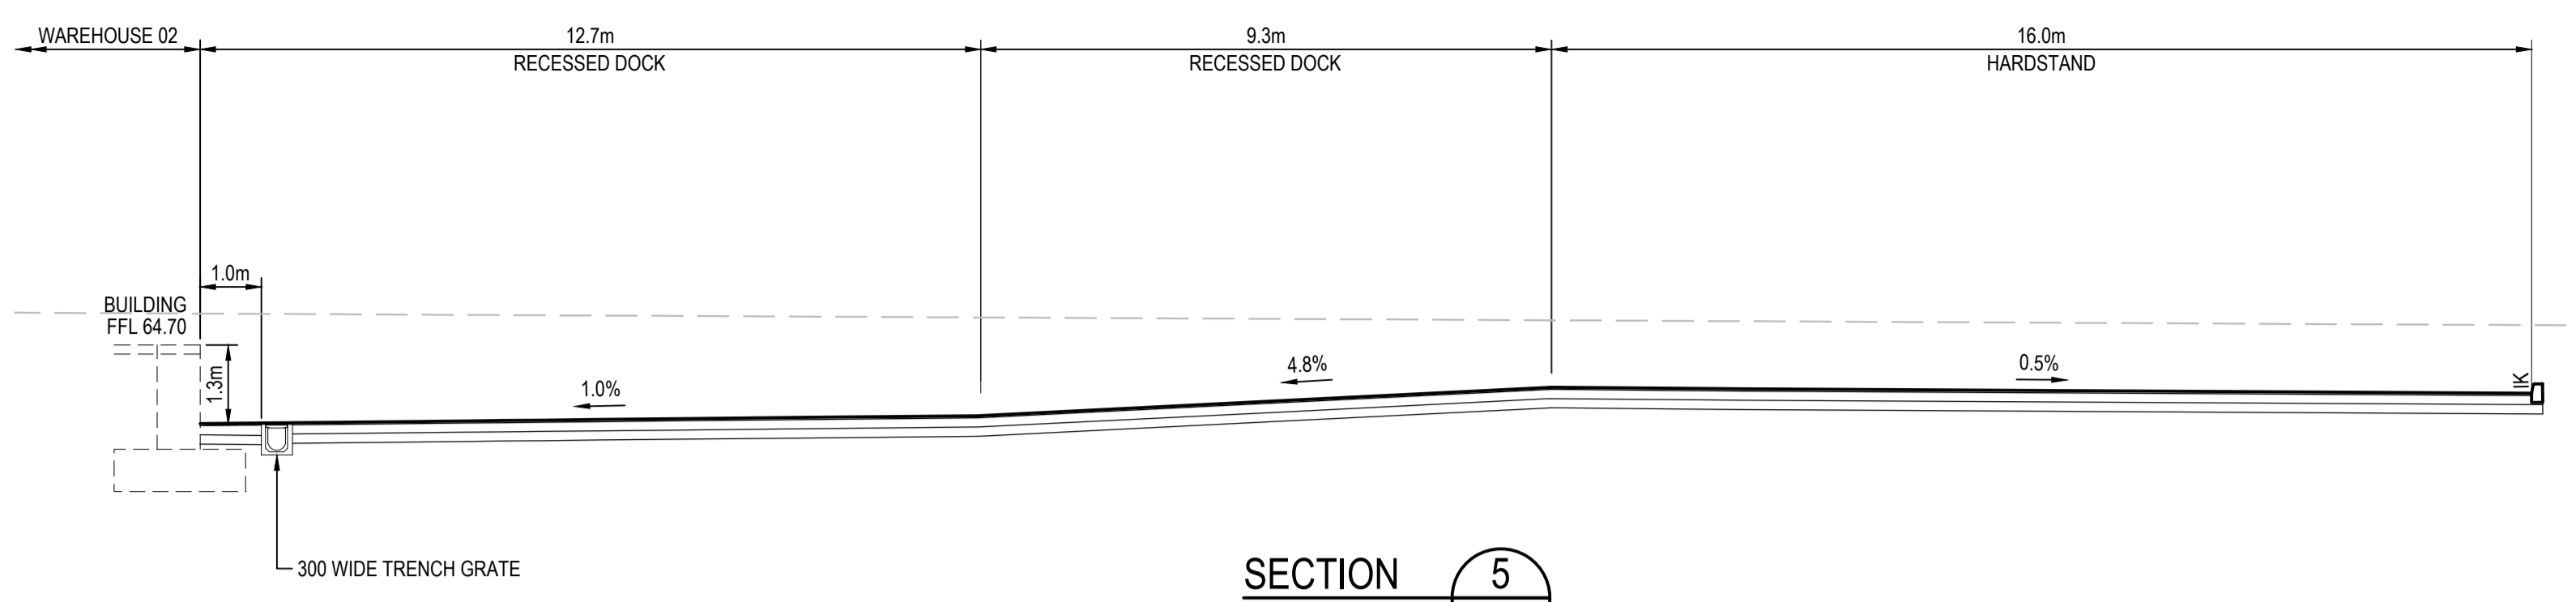 WAREHOUSE 02
12.7m
RECESSED DOCK
9.3m
RECESSED DOCK
16.0m
HARDSTAND
1.0m
BUILDING
FFL 64.70
1.3m
1.0%
4.8%
0.5%
IK
300 WIDE TRENCH GRATE
SECTION 5